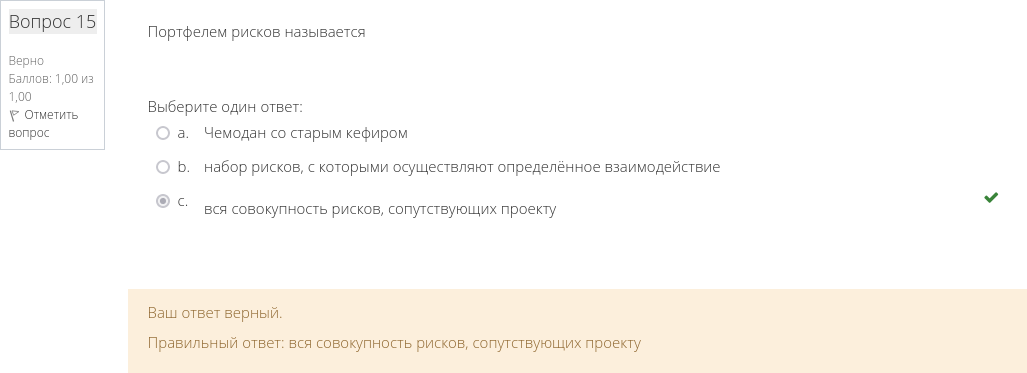 Вопрос 15
Верно
Баллов: 1,00 из
1,00
Отметить
вопрос
Портфелем рисков называется
Выберите один ответ:
a. Чемодан со старым кефиром
b. набор рисков, с которыми осуществляют определённое взаимодействие
c. вся совокупность рисков, сопутствующих проекту
Ваш ответ верный.
Правильный ответ: вся совокупность рисков, сопутствующих проекту